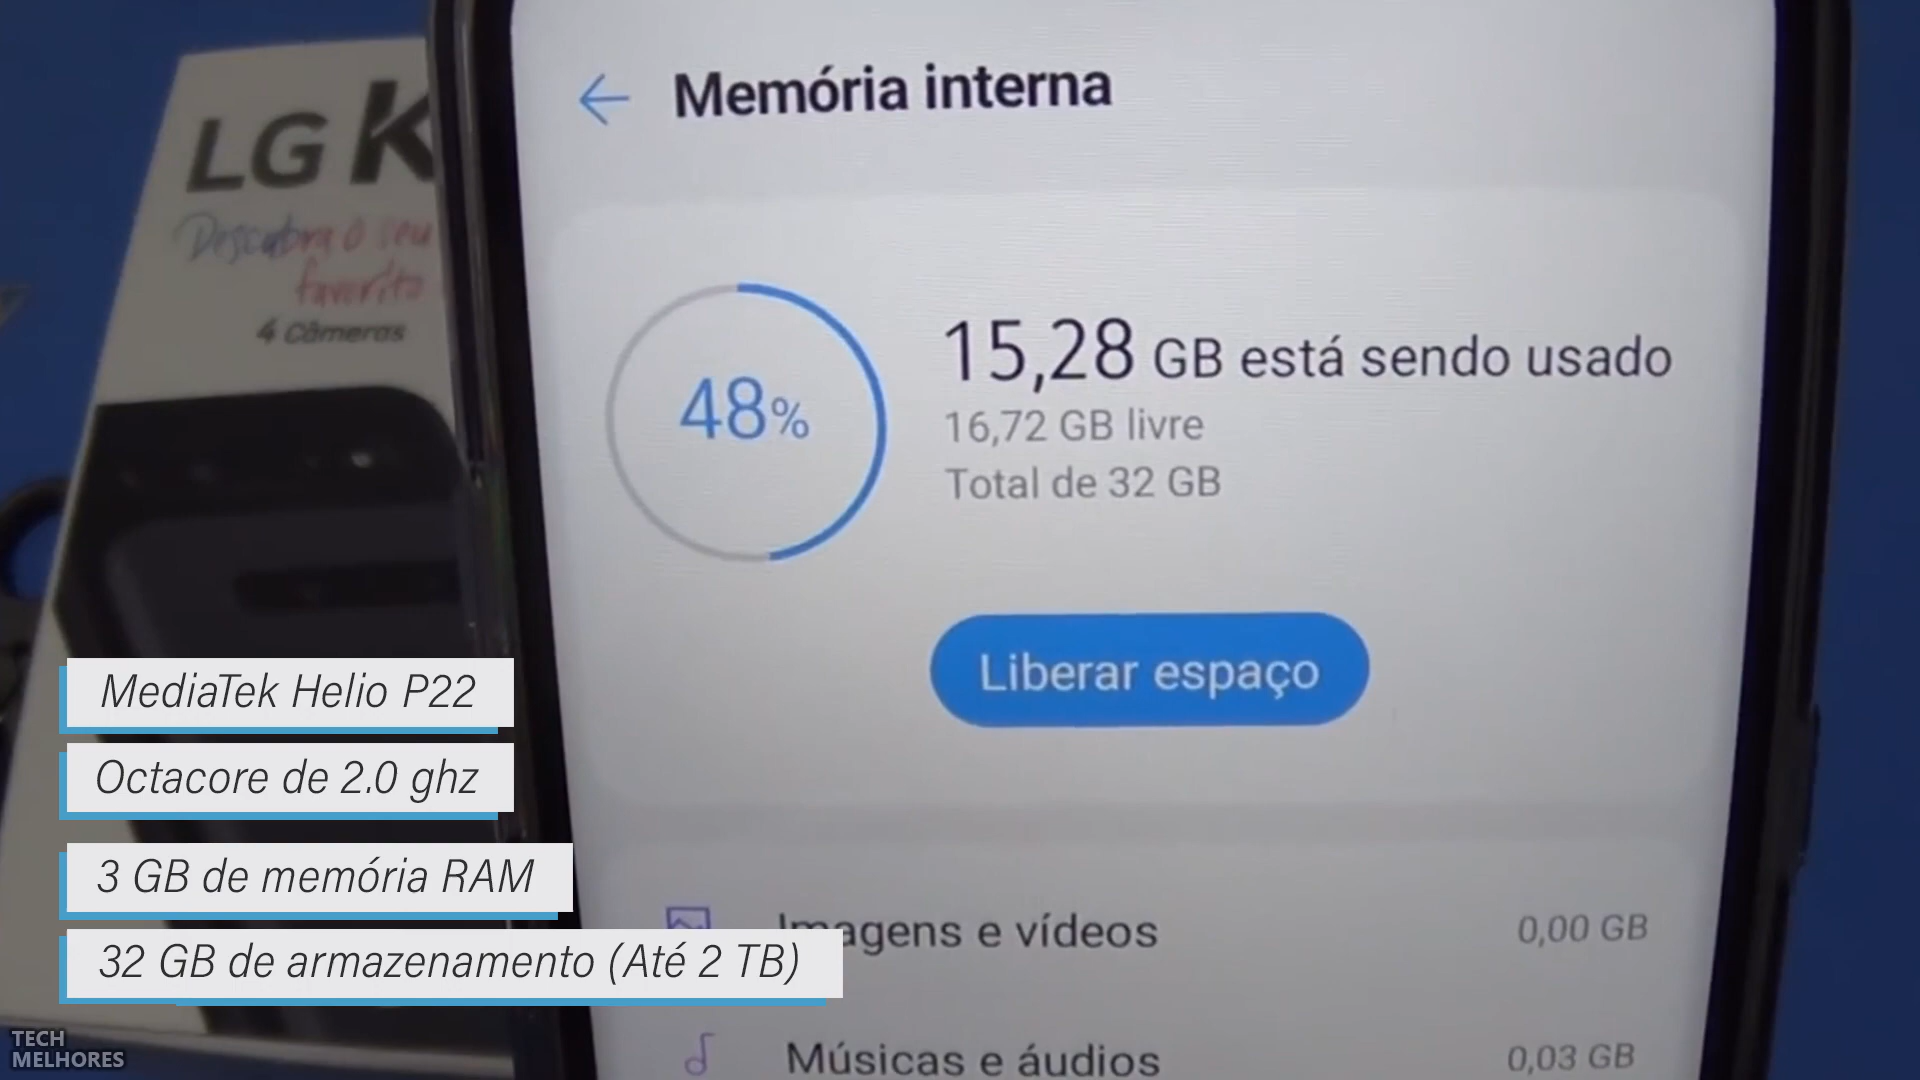 Memória interna
LG K
Descubra o seu
favorito
4 Câmeras
48%
15,28 GB está sendo usado
16,72 GB livre
Total de 32 GB
Liberar espaço
MediaTek Helio P22
Octacore de 2.0 ghz
3 GB de memória RAM
32 GB de armazenamento (Até 2 TB)
Imagens e vídeos 0,00 GB
Músicas e áudios 0,03 GB
TECH
MELHORES